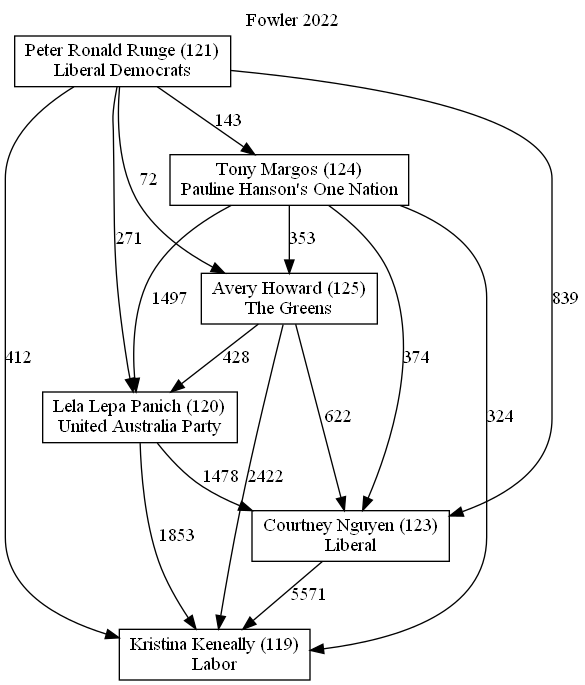 Fowler 2022
Peter Ronald Runge (121)
Liberal Democrats
143
Tony Margos (124)
Pauline Hanson's One Nation
72
271
1497
353
839
Avery Howard (125)
The Greens
412
428
374
Lela Lepa Panich (120)
United Australia Party
622
324
1478
2422
Courtney Nguyen (123)
Liberal
1853
5571
Kristina Keneally (119)
Labor